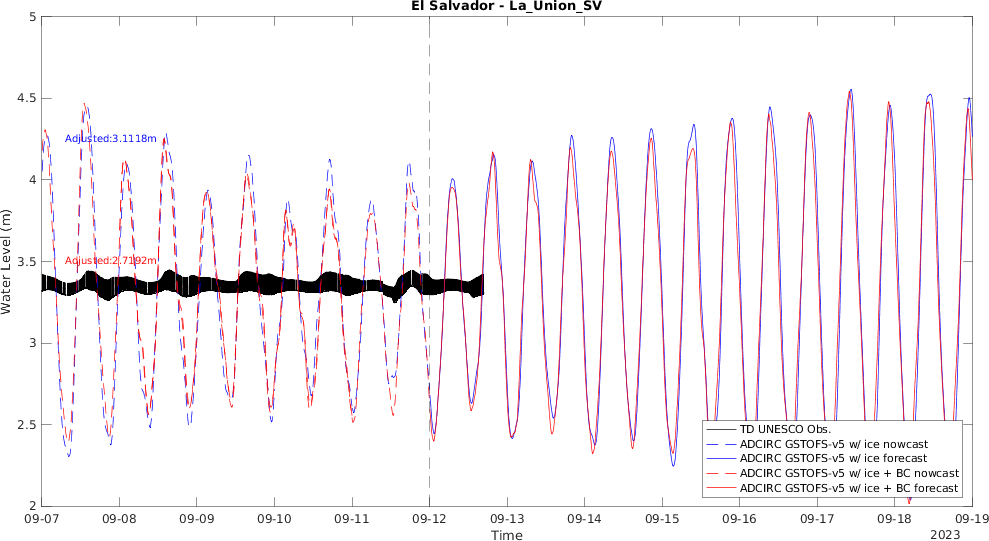 El Salvador - La_Union_SV
5
4.5
4
3.5
3
2.5
2
Water Level (m)
Adjusted:3.1118m
Adjusted:2.7192m
TD UNESCO Obs.
ADCIRC GSTOFS-v5 w/ ice nowcast
ADCIRC GSTOFS-v5 w/ ice forecast
ADCIRC GSTOFS-v5 w/ ice + BC nowcast
ADCIRC GSTOFS-v5 w/ ice + BC forecast
09-07 09-08 09-09 09-10 09-11 09-12 09-13 09-14 09-15 09-16 09-17 09-18 09-19
Time
2023